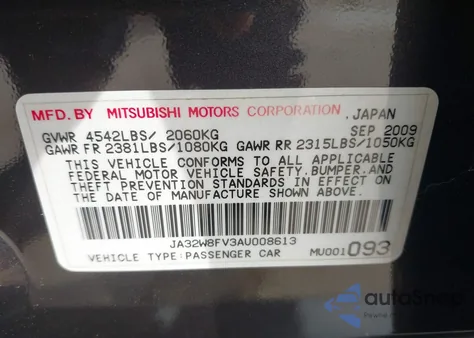 MFD. BY MITSUBISHI MOTORS CORPORATION, JAPAN
GVWR 4542LBS/ 2060KG SEP 2009
GAWR FR 2381LBS/1080KG GAWR RR 2315LBS/1050KG
THIS VEHICLE CONFORMS TO ALL APPLICABLE
FEDERAL MOTOR VEHICLE SAFETY, BUMPER, AND
THEFT PREVENTION STANDARDS IN EFFECT ON
THE DATE OF MANUFACTURE SHOWN ABOVE.
JA32W8FV3AU008613
VEHICLE TYPE:PASSENGER CAR MU001093
autoSnap